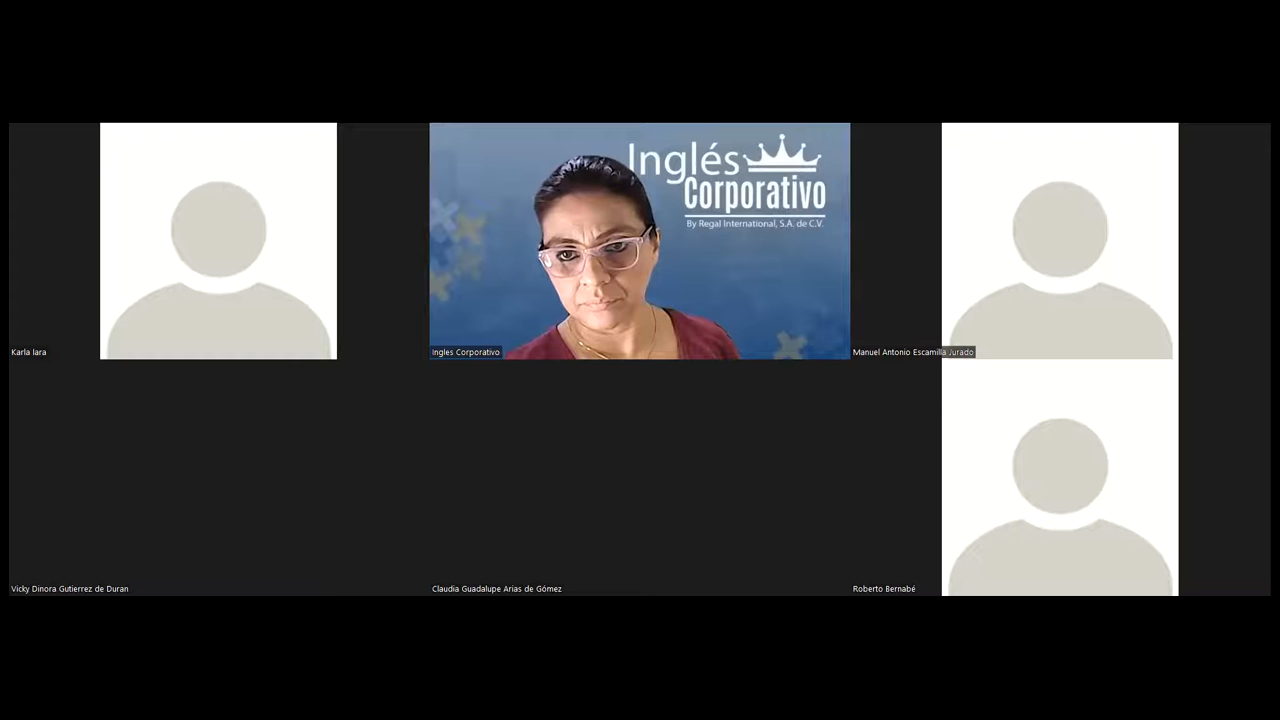 Inglés
Corporativo
By Regal International, S.A. de C.V.
Karla Iara
Ingles Corporativo
Manuel Antonio Escamilla Jurado
Vicky Dinora Gutierrez de Duran
Claudia Guadalupe Arias de Gómez
Roberto Bernabé